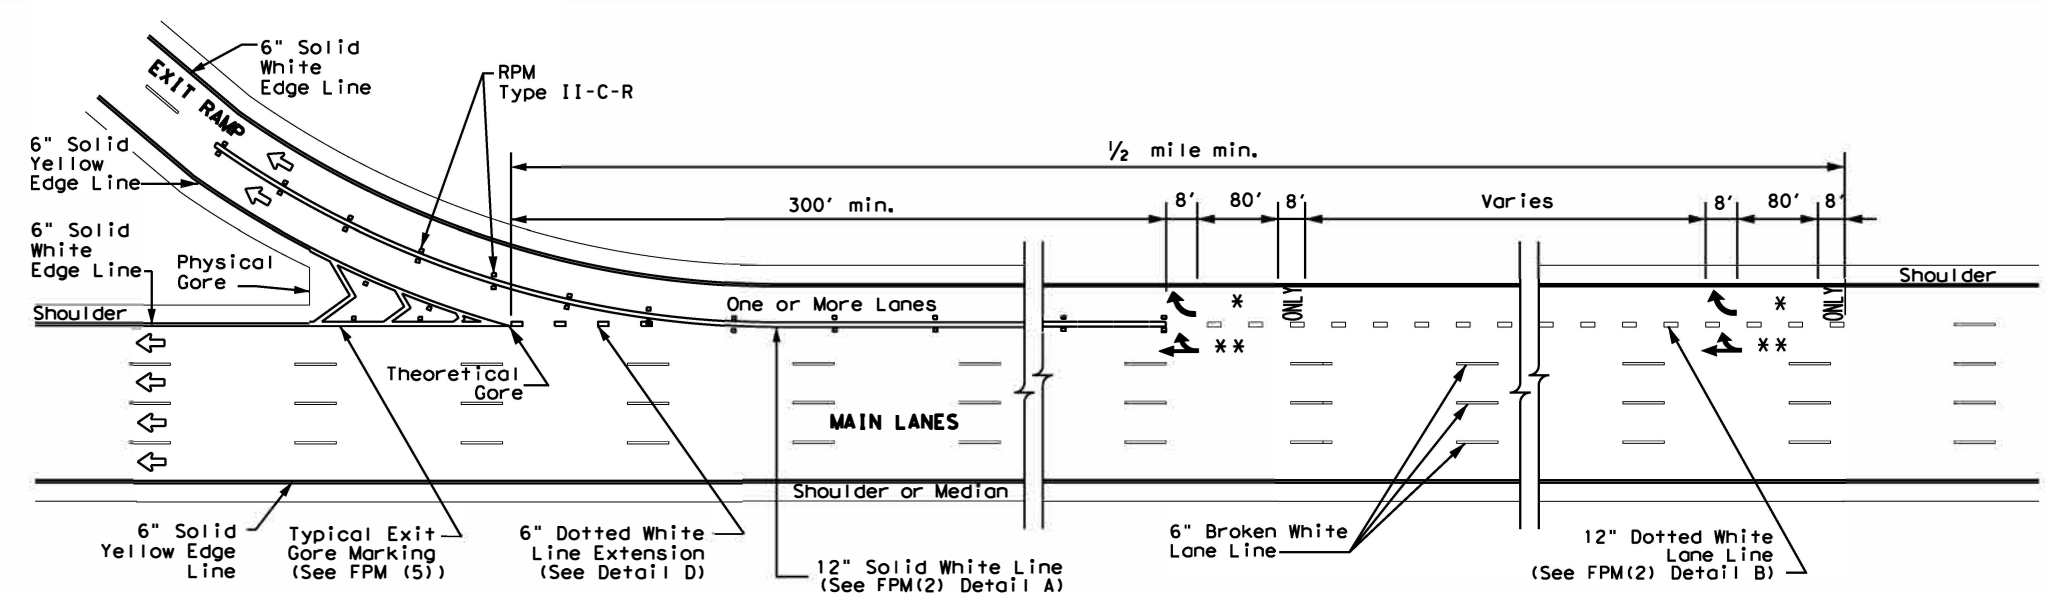 6" Solid
White
Edge Line
EXIT RAMP
RPM
Type II-C-R
6" Solid
Yellow
Edge Line
½ mile min.
300' min.
8'
80'
8'
Varies
8'
80'
8'
6" Solid
White
Edge Line
Physical
Gore
Shoulder
Shoulder
One or More Lanes
*
ONLY
*
ONLY
**
**
Theoretical
Gore
MAIN LANES
Shoulder or Median
6" Solid
Yellow Edge
Line
Typical Exit
Gore Marking
(See FPM (5))
6" Dotted White
Line Extension
(See Detail D)
12" Solid White Line
(See FPM(2) Detail A)
6" Broken White
Lane Line
12" Dotted White
Lane Line
(See FPM(2) Detail B)